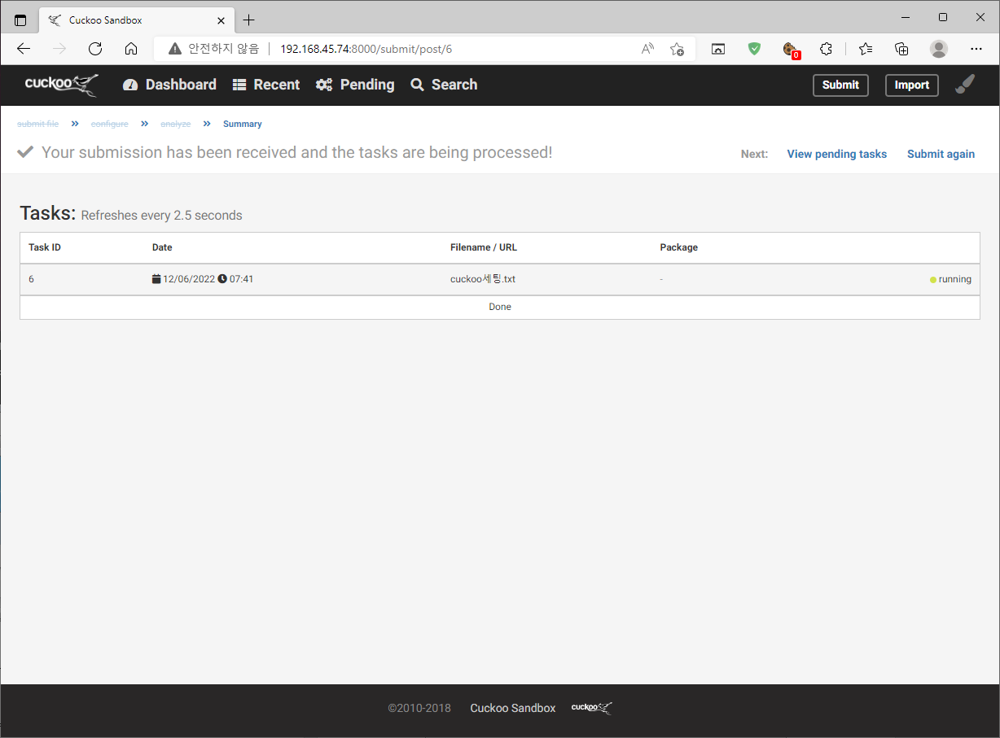 Cuckoo Sandbox
안전하지 않음 192.168.45.74:8000/submit/post/6
0
cuckoo Dashboard Recent Pending Search Submit Import
submit file » configure » analyze » Summary
Your submission has been received and the tasks are being processed! Next: View pending tasks Submit again
Tasks: Refreshes every 2.5 seconds
Task ID Date Filename / URL Package
6 12/06/2022 07:41 cuckoo세팅.txt - running
Done
©2010-2018 Cuckoo Sandbox cuckoo